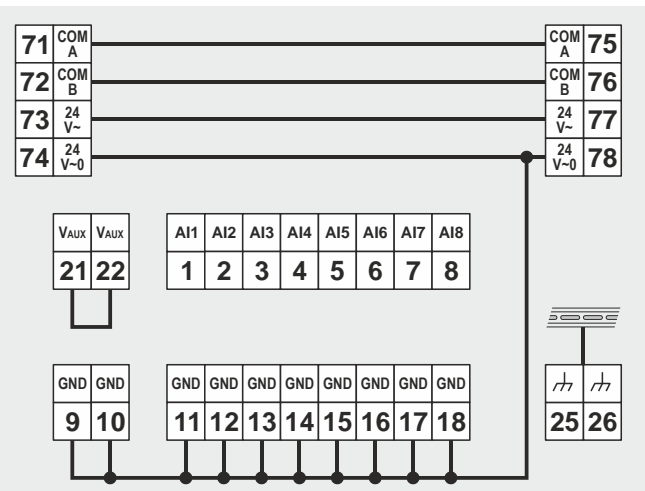 71 COM A COM A 75
72 COM B COM B 76
73 24 V~ 24 V~ 77
74 24 V~0 24 V~0 78
VAUX VAUX AI1 AI2 AI3 AI4 AI5 AI6 AI7 AI8
21 22 1 2 3 4 5 6 7 8
GND GND GND GND GND GND GND GND GND GND
9 10 11 12 13 14 15 16 17 18 25 26